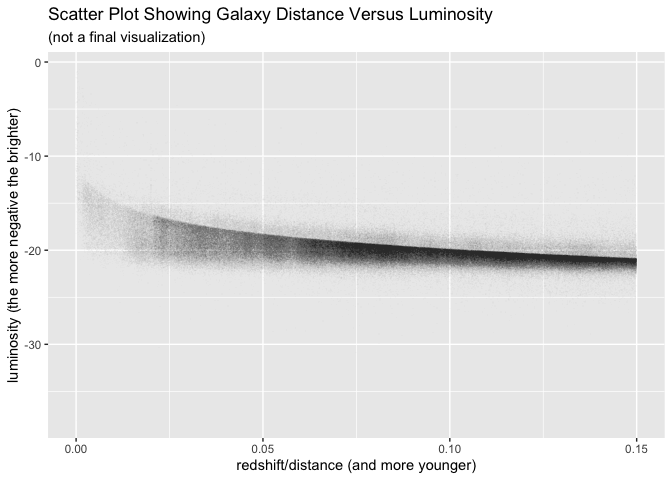 Scatter Plot Showing Galaxy Distance Versus Luminosity
(not a final visualization)
luminosity (the more negative the brighter)
0
-10
-20
-30
0.00
0.05
0.10
0.15
redshift/distance (and more younger)